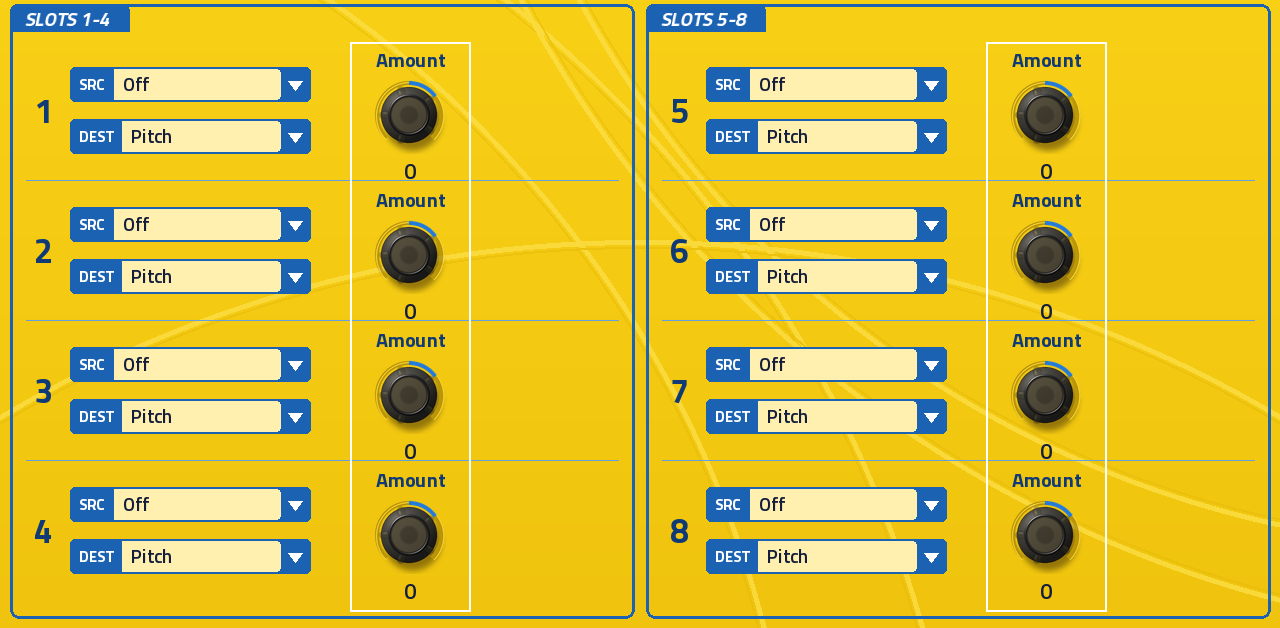 SLOTS 1-4
1
SRC Off
DEST Pitch
Amount
0
2
SRC Off
DEST Pitch
Amount
0
3
SRC Off
DEST Pitch
Amount
0
4
SRC Off
DEST Pitch
Amount
0
SLOTS 5-8
5
SRC Off
DEST Pitch
Amount
0
6
SRC Off
DEST Pitch
Amount
0
7
SRC Off
DEST Pitch
Amount
0
8
SRC Off
DEST Pitch
Amount
0